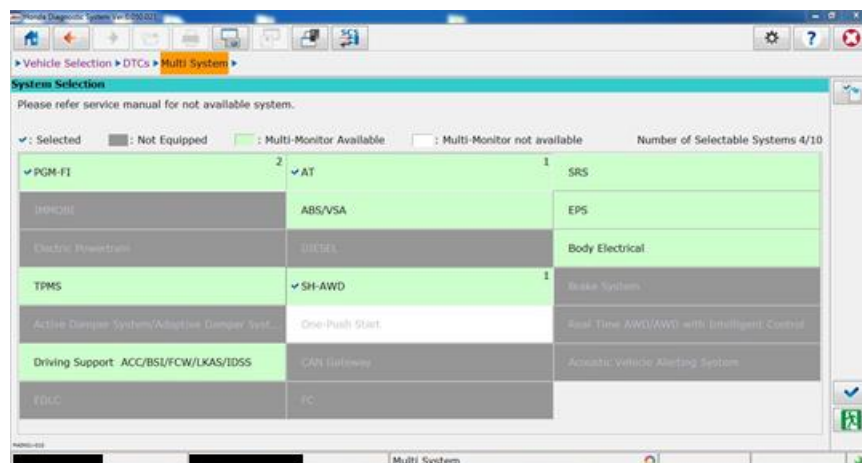 Honda Diagnostic System Ver.
Vehicle Selection DTCs Multi System
System Selection
Please refer service manual for not available system.
: Selected : Not Equipped : Multi-Monitor Available : Multi-Monitor not available Number of Selectable Systems 4/10
PGM-FI 2 AT 1 SRS
IMMOBI ABS/VSA EPS
Electric Powertrain DIESEL Body Electrical
TPMS SH-AWD 1 Brake System
Active Damper System/Adaptive Damper Syst... One-Push Start Real Time AWD/AWD with Intelligent Control
Driving Support ACC/BSI/FCW/LKAS/IDSS CAN Gateway Acoustic Vehicle Alerting System
EDLC FC
Multi System